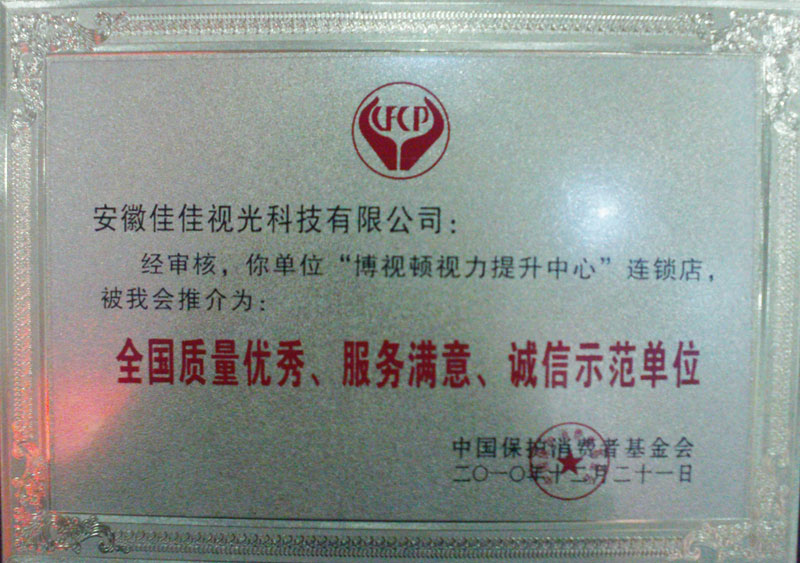 CFCP
安徽佳佳视光科技有限公司：
经审核，你单位“博视顿视力提升中心”连锁店，
被我会推介为：
全国质量优秀、服务满意、诚信示范单位
中国保护消费者基金会
二〇一〇年十二月二十一日